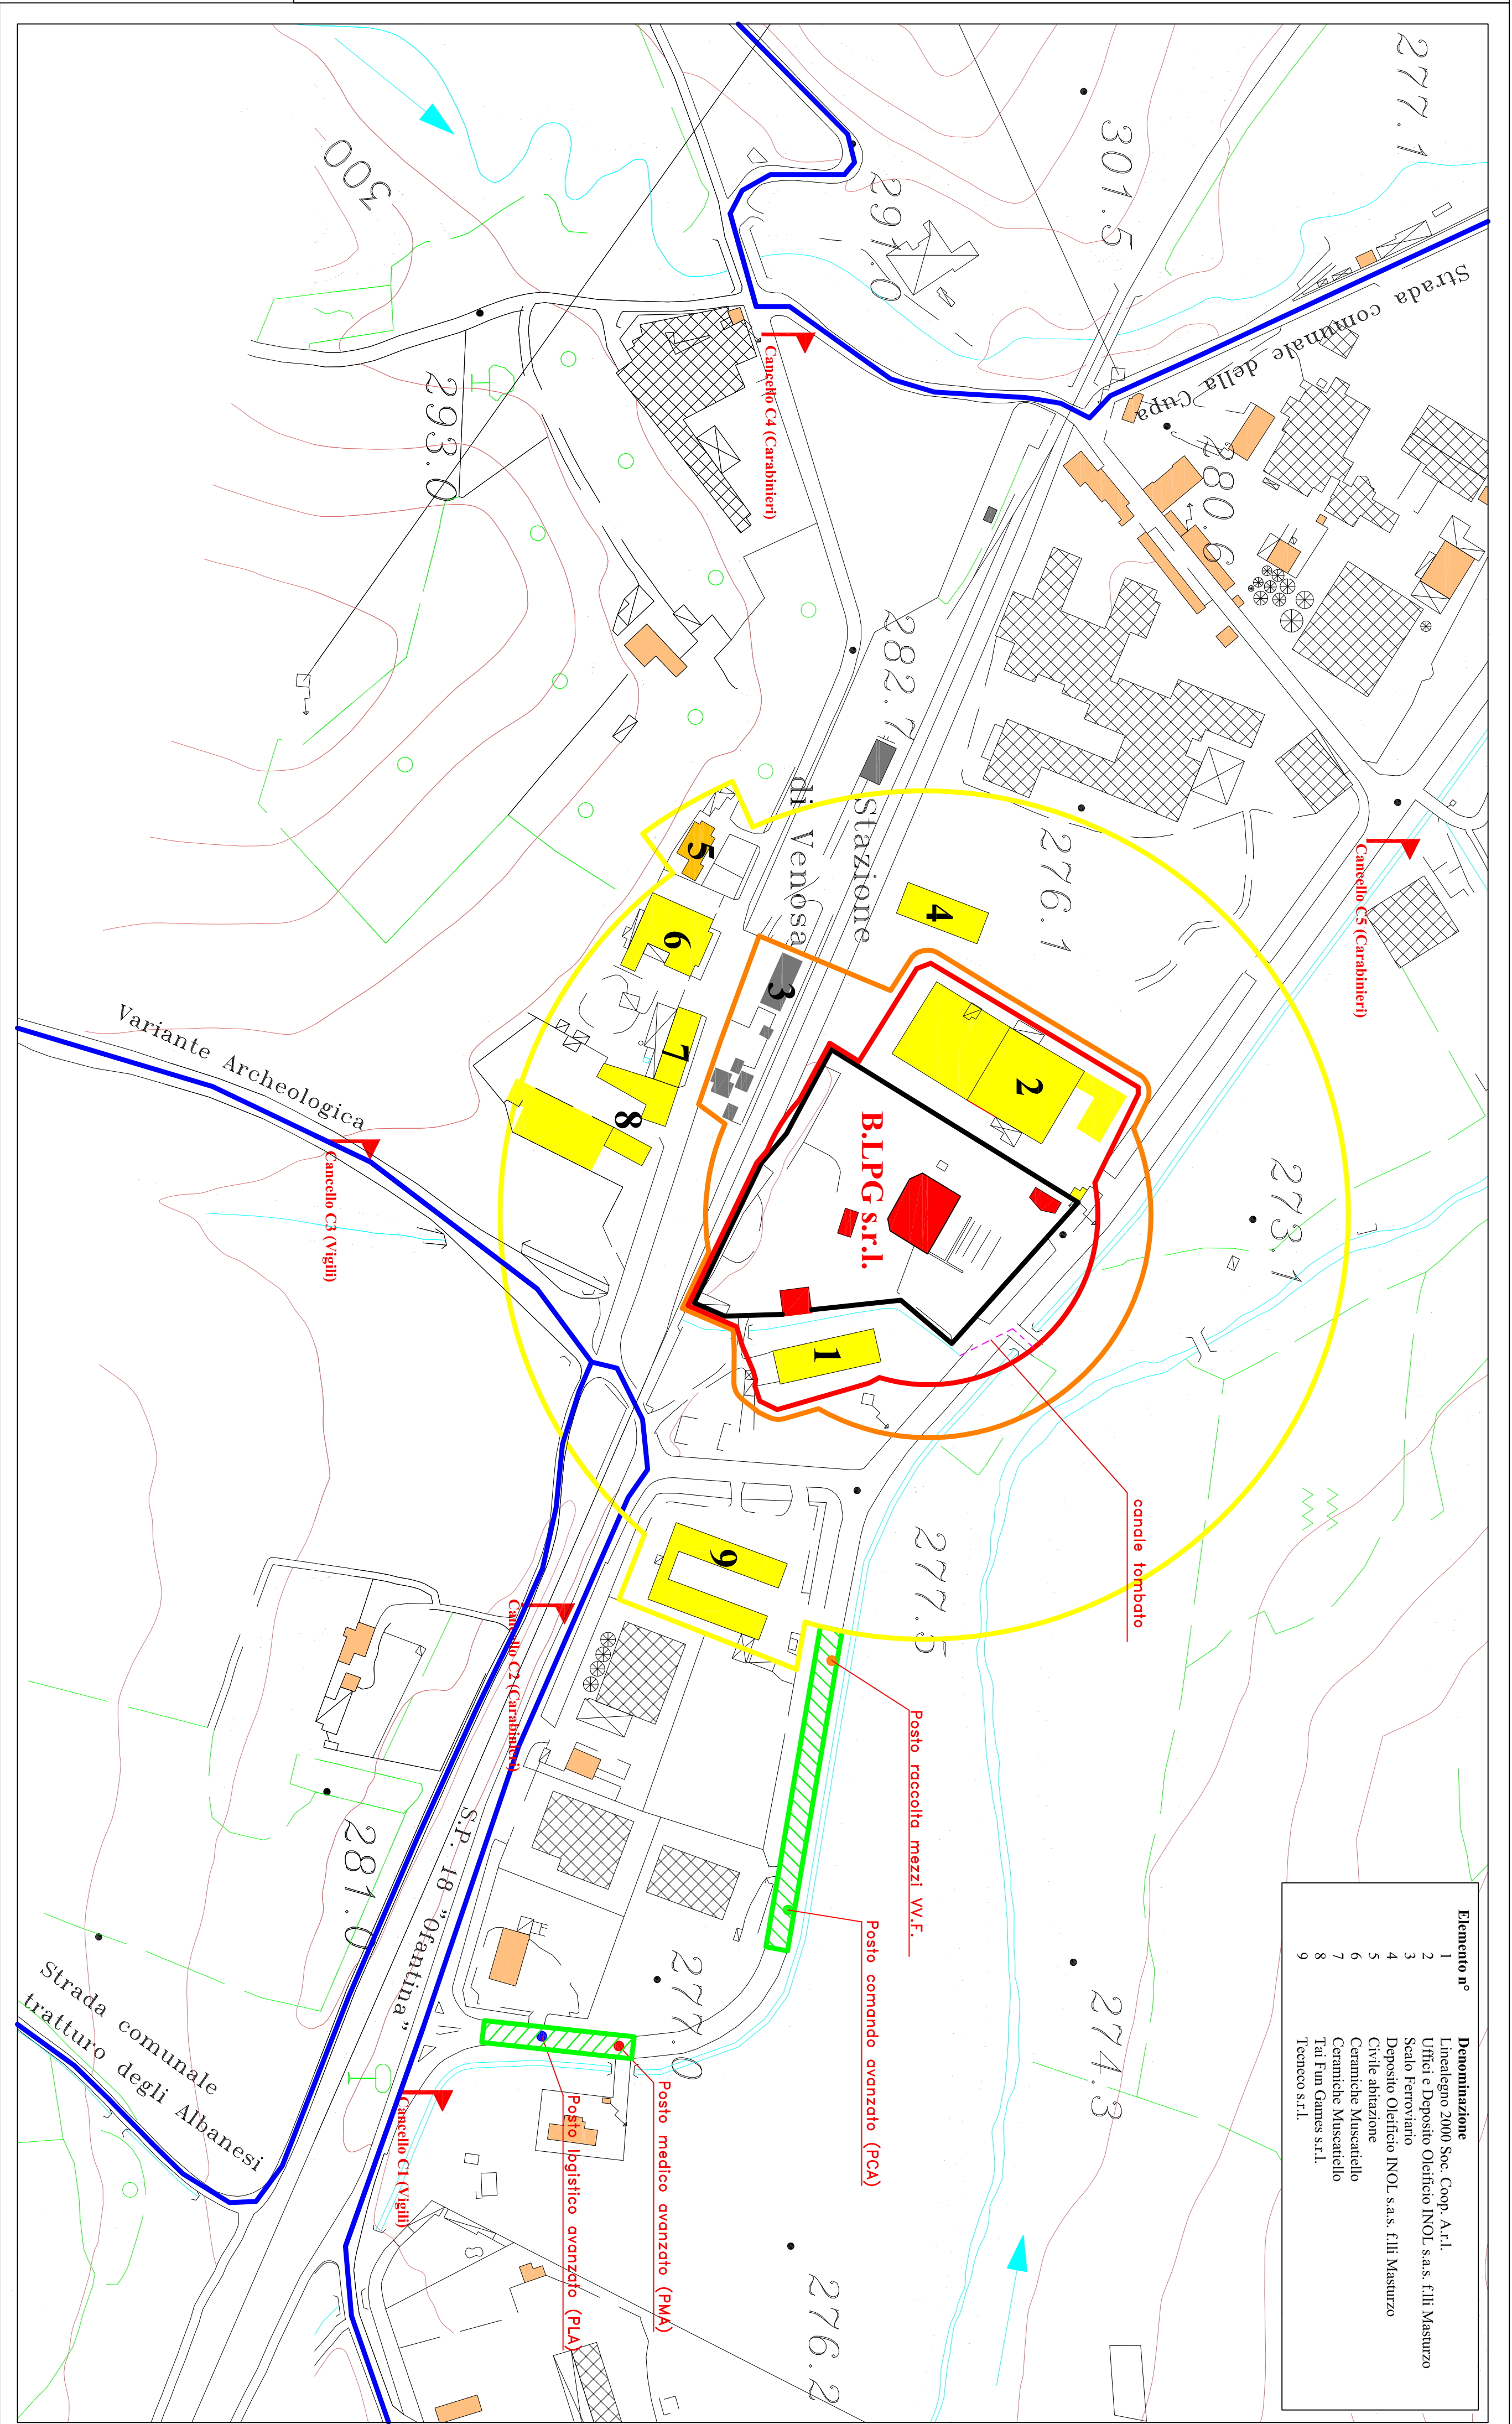 277.1
301.5
291.0
300
Strada comunale della Cupa
280.6
293.0
Cancello C4 (Carabinieri)
282.7
Stazione
di Venosa
276.1
Cancello C5 (Carabinieri)
5
6
4
3
7
8
2
B.LPG s.r.l.
1
9
273.1
Variante Archeologica
Cancello C3 (Vigili)
canale tombato
277.5
Cancello C2 (Carabinieri)
Posto raccolta mezzi VV.F.
Posto comando avanzato (PCA)
281.0
S.P. 18 "Ofantina"
277.0
274.3
Strada comunale
tratturo degli Albanesi
Cancello C1 (Vigili)
Posto medico avanzato (PMA)
Posto logistico avanzato (PLA)
276.2
Elemento n° Denominazione
1 Linealegno 2000 Soc. Coop. A.r.l.
2 Uffici e Deposito Oleificio INOL s.a.s. f.lli Masturzo
3 Scalo Ferroviario
4 Deposito Oleificio INOL s.a.s. f.lli Masturzo
5 Civile abitazione
6 Ceramiche Muscatiello
7 Ceramiche Muscatiello
8 Tai Fun Games s.r.l.
9 Tecneco s.r.l.